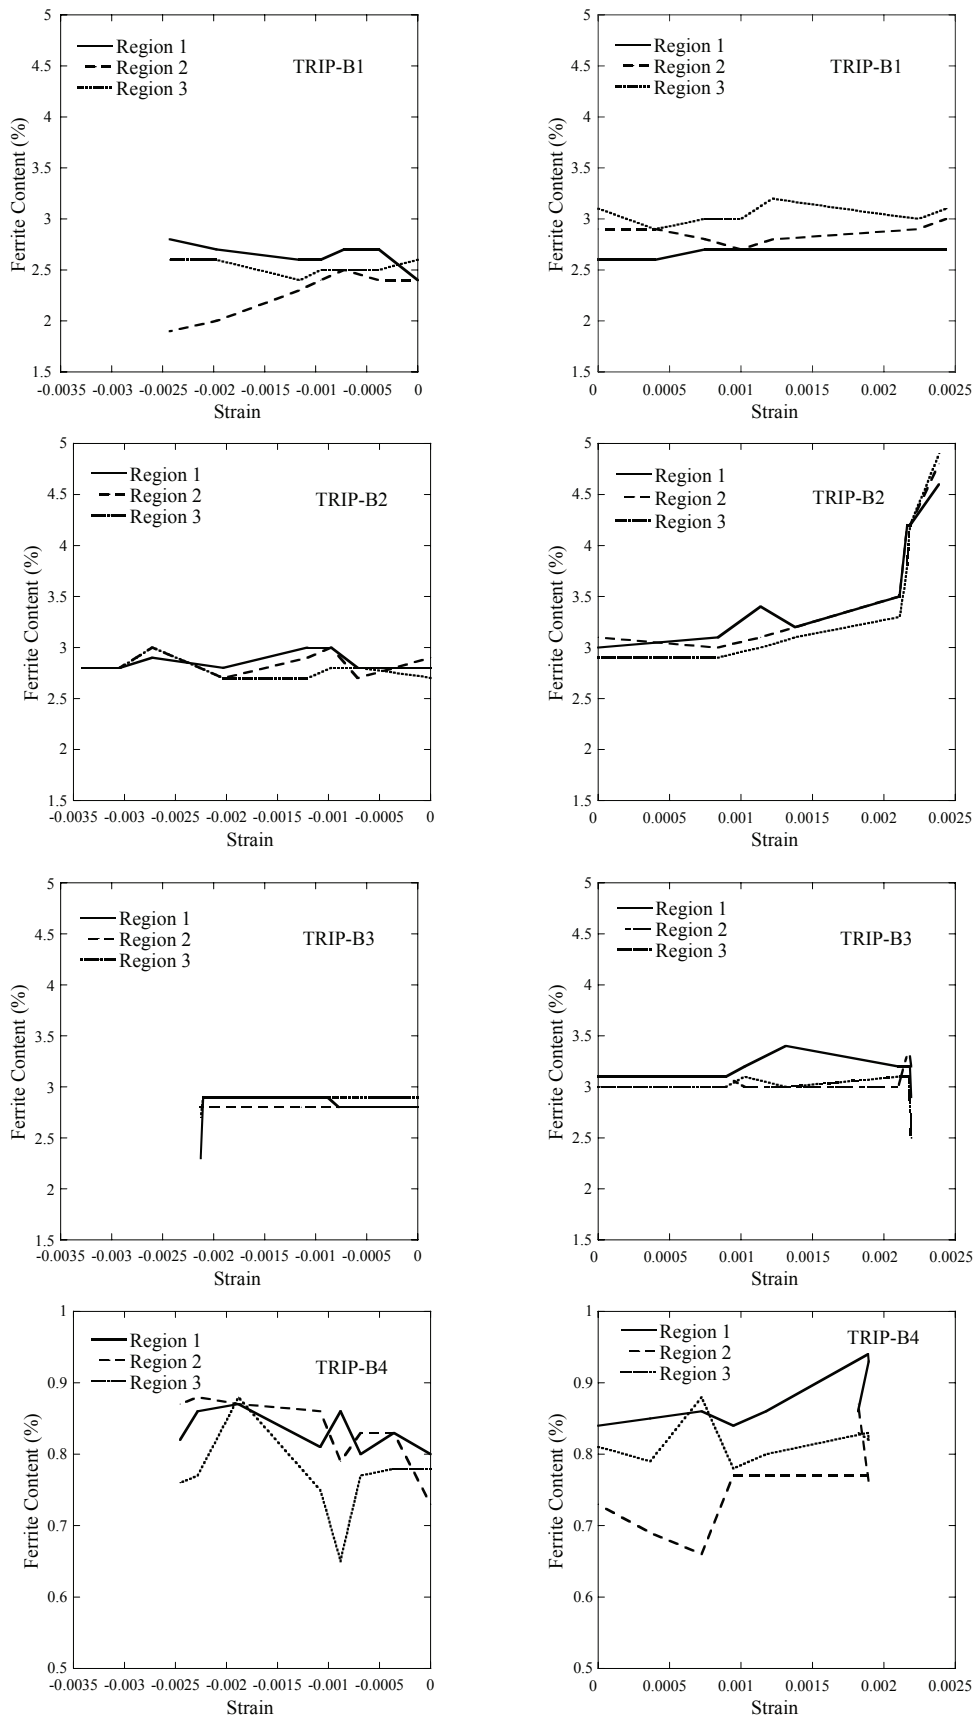 5
4.5
4
3.5
3
2.5
2
1.5
Ferrite Content (%)
Region 1
Region 2
Region 3
TRIP-B1
-0.0035 -0.003 -0.0025 -0.002 -0.0015 -0.001 -0.0005 0
Strain
5
4.5
4
3.5
3
2.5
2
1.5
Ferrite Content (%)
Region 1
Region 2
Region 3
TRIP-B1
0 0.0005 0.001 0.0015 0.002 0.0025
Strain
5
4.5
4
3.5
3
2.5
2
1.5
Ferrite Content (%)
Region 1
Region 2
Region 3
TRIP-B2
-0.0035 -0.003 -0.0025 -0.002 -0.0015 -0.001 -0.0005 0
Strain
5
4.5
4
3.5
3
2.5
2
1.5
Ferrite Content (%)
Region 1
Region 2
Region 3
TRIP-B2
0 0.0005 0.001 0.0015 0.002 0.0025
Strain
5
4.5
4
3.5
3
2.5
2
1.5
Ferrite Content (%)
Region 1
Region 2
Region 3
TRIP-B3
-0.0035 -0.003 -0.0025 -0.002 -0.0015 -0.001 -0.0005 0
Strain
5
4.5
4
3.5
3
2.5
2
1.5
Ferrite Content (%)
Region 1
Region 2
Region 3
TRIP-B3
0 0.0005 0.001 0.0015 0.002 0.0025
Strain
1
0.9
0.8
0.7
0.6
0.5
Ferrite Content (%)
Region 1
Region 2
Region 3
TRIP-B4
-0.0035 -0.003 -0.0025 -0.002 -0.0015 -0.001 -0.0005 0
Strain
1
0.9
0.8
0.7
0.6
0.5
Ferrite Content (%)
Region 1
Region 2
Region 3
TRIP-B4
0 0.0005 0.001 0.0015 0.002 0.0025
Strain